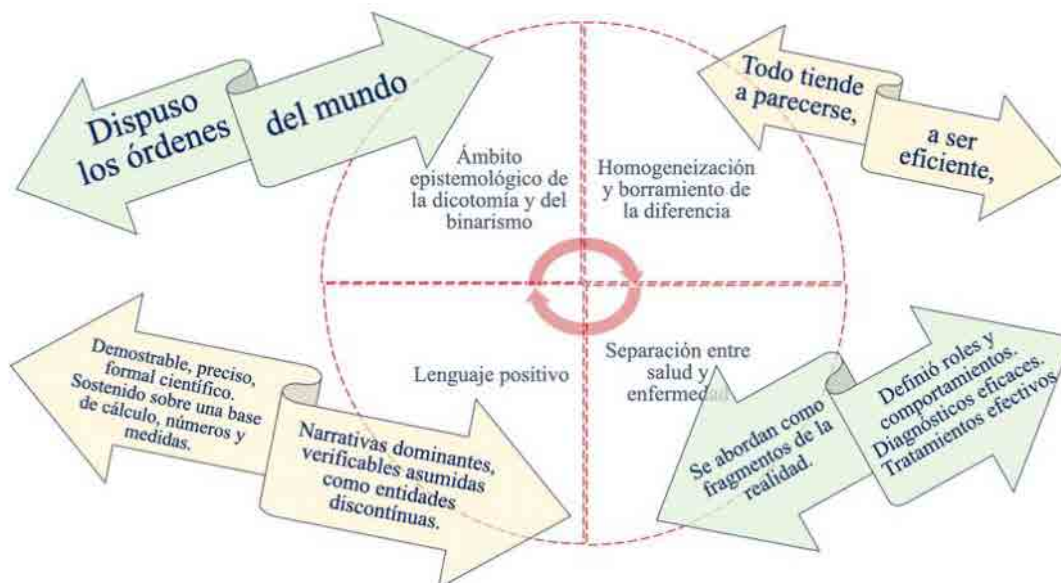 Dispuso
los órdenes
del mundo
Ámbito
epistemológico de
la dicotomía y del
binarismo
Homogeneización
y borramiento de
la diferencia
Todo tiende
a parecerse,
a ser
eficiente,
Demostrable, preciso,
formal científico.
Sostenido sobre una base
de cálculo, números y
medidas.
Narrativas dominantes,
verificables asumidas
como entidades
discontínuas.
Lenguaje positivo
Separación entre
salud y
enfermedad
Se abordan como
fragmentos de la
realidad.
Definió roles y
comportamientos.
Diagnósticos eficaces.
Tratamientos efectivos